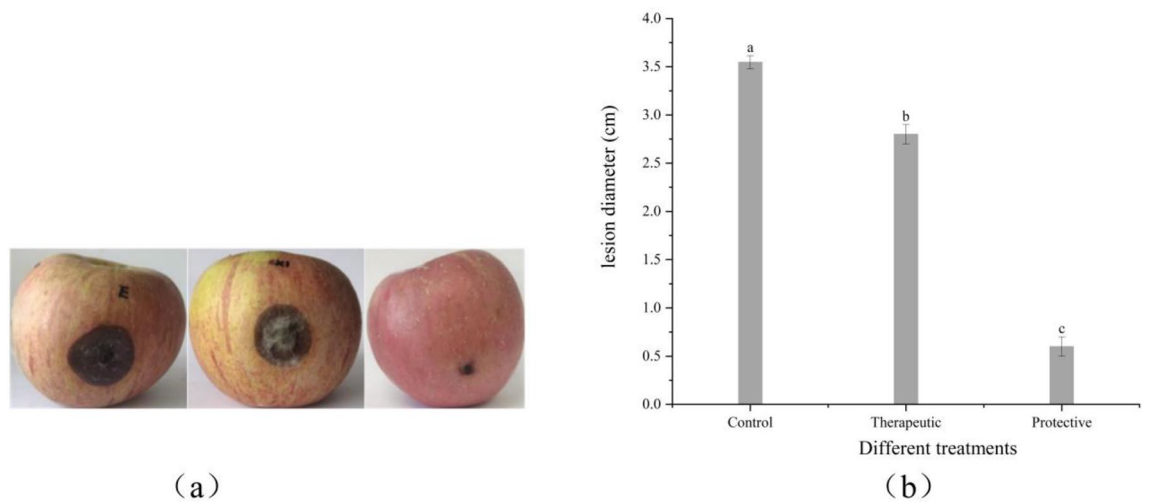 4.0
3.5
3.0
2.5
2.0
1.5
1.0
0.5
0.0
lesion diameter (cm)
a
b
c
Control Therapeutic Protective
Different treatments
(a)
(b)